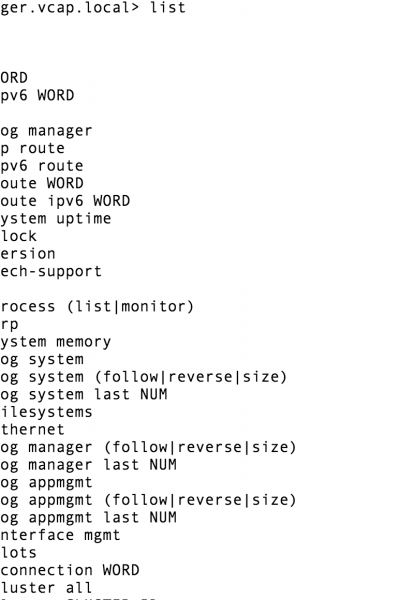 ger.vcap.local> list
ORD
pv6 WORD
og manager
p route
pv6 route
oute WORD
oute ipv6 WORD
ystem uptime
lock
ersion
ech-support
rocess (list|monitor)
rp
ystem memory
og system
og system (follow|reverse|size)
og system last NUM
ilesystems
thernet
og manager (follow|reverse|size)
og manager last NUM
og appmgmt
og appmgmt (follow|reverse|size)
og appmgmt last NUM
nterface mgmt
lots
connection WORD
luster all